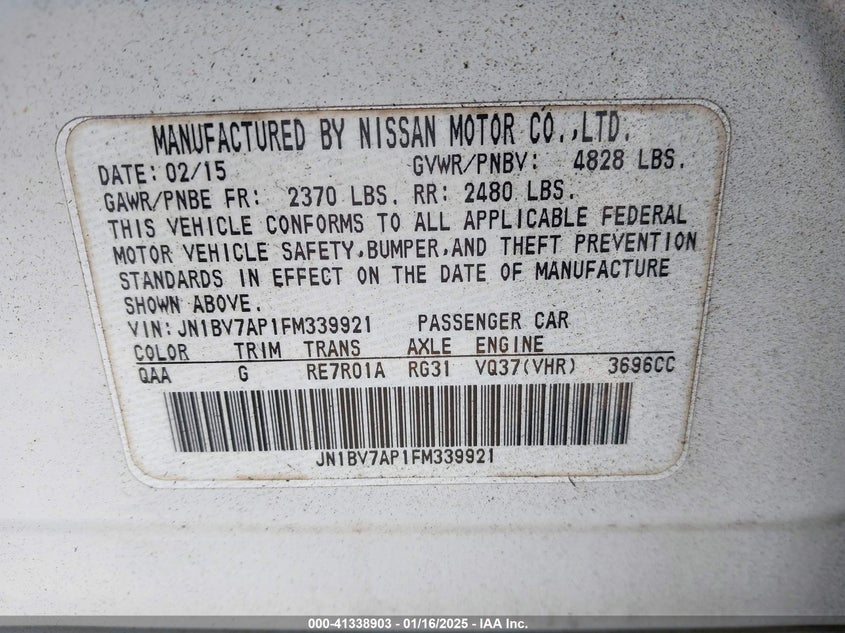 MANUFACTURED BY NISSAN MOTOR CO.,LTD.
DATE: 02/15 GVWR/PNBV: 4828 LBS.
GAWR/PNBE FR: 2370 LBS. RR: 2480 LBS.
THIS VEHICLE CONFORMS TO ALL APPLICABLE FEDERAL
MOTOR VEHICLE SAFETY,BUMPER,AND THEFT PREVENTION
STANDARDS IN EFFECT ON THE DATE OF MANUFACTURE
SHOWN ABOVE.
VIN: JN1BV7AP1FM339921 PASSENGER CAR
COLOR TRIM TRANS AXLE ENGINE
QAA G RE7R01A RG31 VQ37(VHR) 3696CC
JN1BV7AP1FM339921
000-41338903 - 01/16/2025 - IAA Inc.